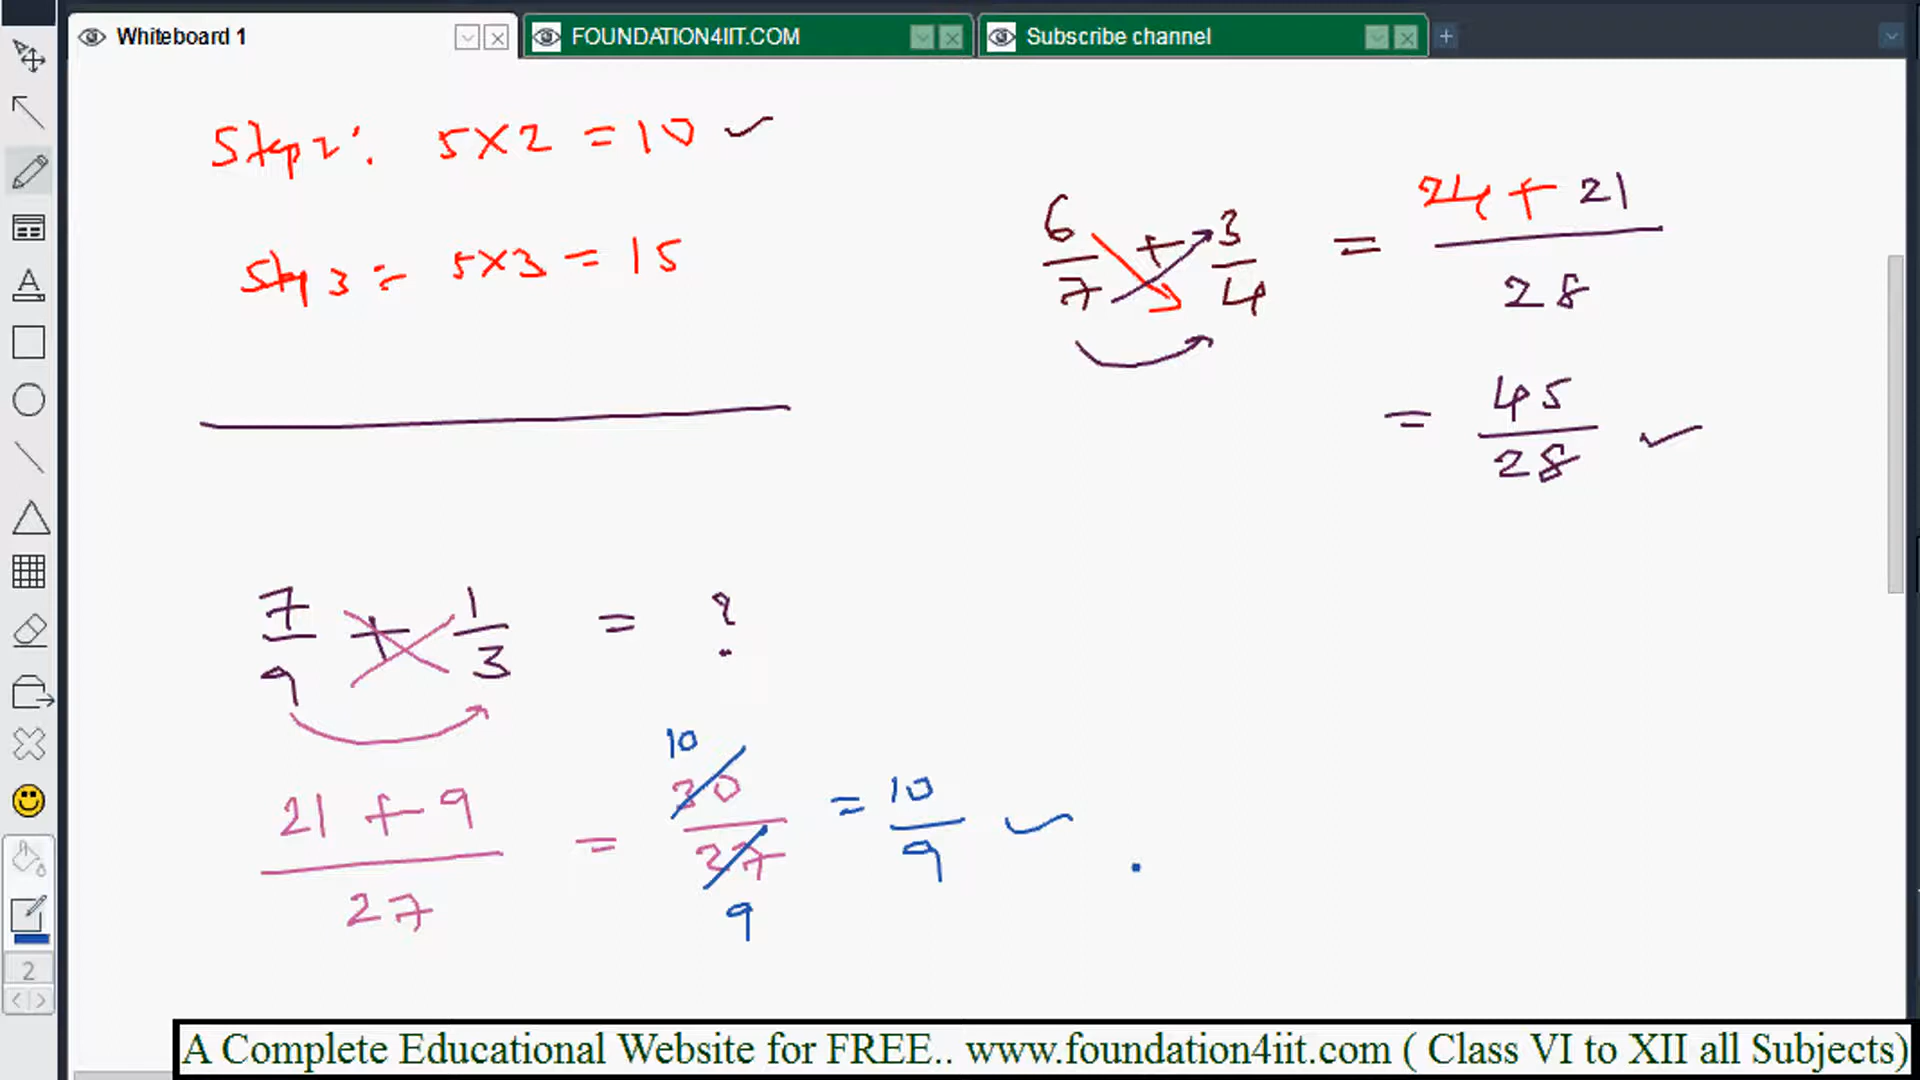 Whiteboard 1
FOUNDATION4IIT.COM
Subscribe channel
Step 2: 5×2 = 10 ✓
Step 3 = 5×3 = 15
6/7 + 3/4 = 24 + 21 / 28
= 45/28 ✓
7/9 + 1/3 = ?
21 + 9 / 27 = 30/27 = 10/9 ✓
10
9
2
A Complete Educational Website for FREE.. www.foundation4iit.com ( Class VI to XII all Subjects)